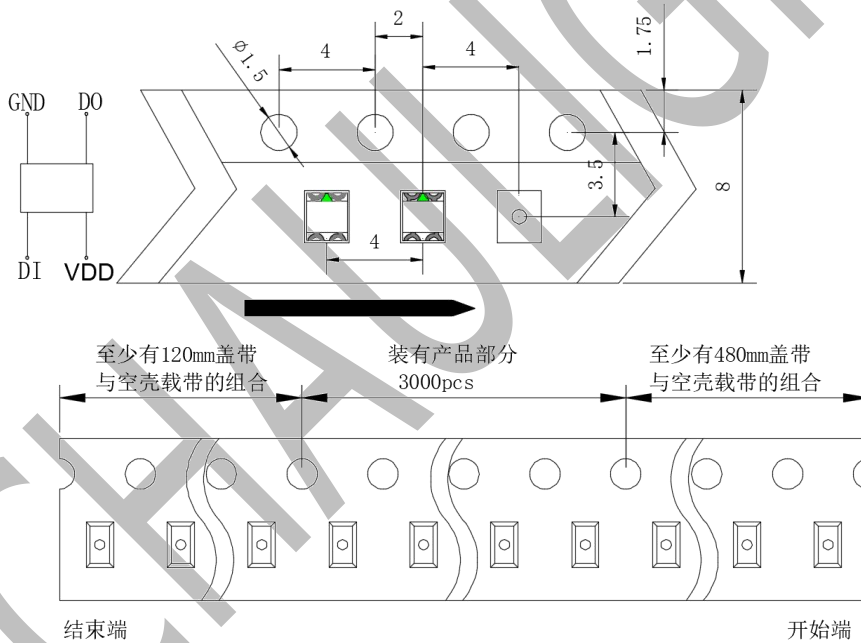 2
1.75
Ø1.5
4
4
GND
DO
3.5
8
4
DI
VDD
至少有120mm盖带
与空壳载带的组合
装有产品部分
3000pcs
至少有480mm盖带
与空壳载带的组合
结束端
开始端
CHAULIGH